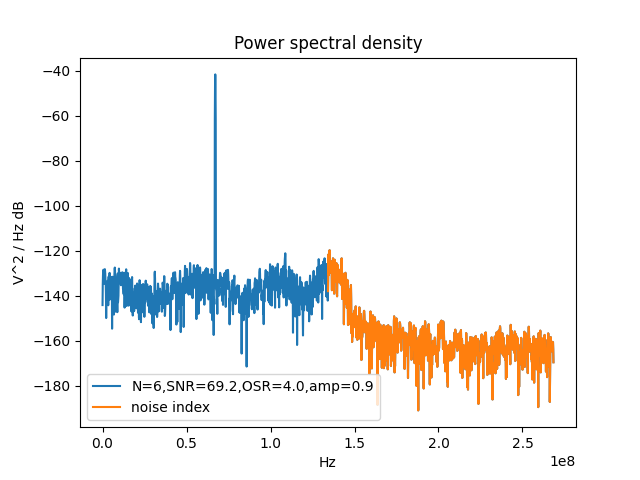 Power spectral density
V^2 / Hz dB
−40
−60
−80
−100
−120
−140
−160
−180
N=6,SNR=69.2,OSR=4.0,amp=0.9
noise index
0.0 0.5 1.0 1.5 2.0 2.5
1e8
Hz